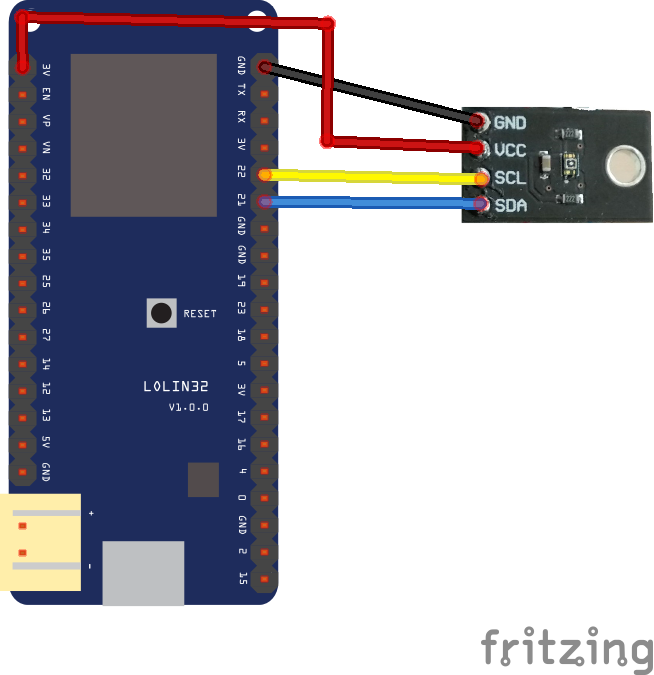 3V
EN
VP
VN
32
33
34
35
25
26
27
14
12
13
5V
GND
GND
TX
RX
3V
22
21
GND
GND
19
23
18
5
3V
17
16
4
0
GND
2
15
RESET
LOLIN32
V1.0.0
+
-
GND
VCC
SCL
SDA
fritzing